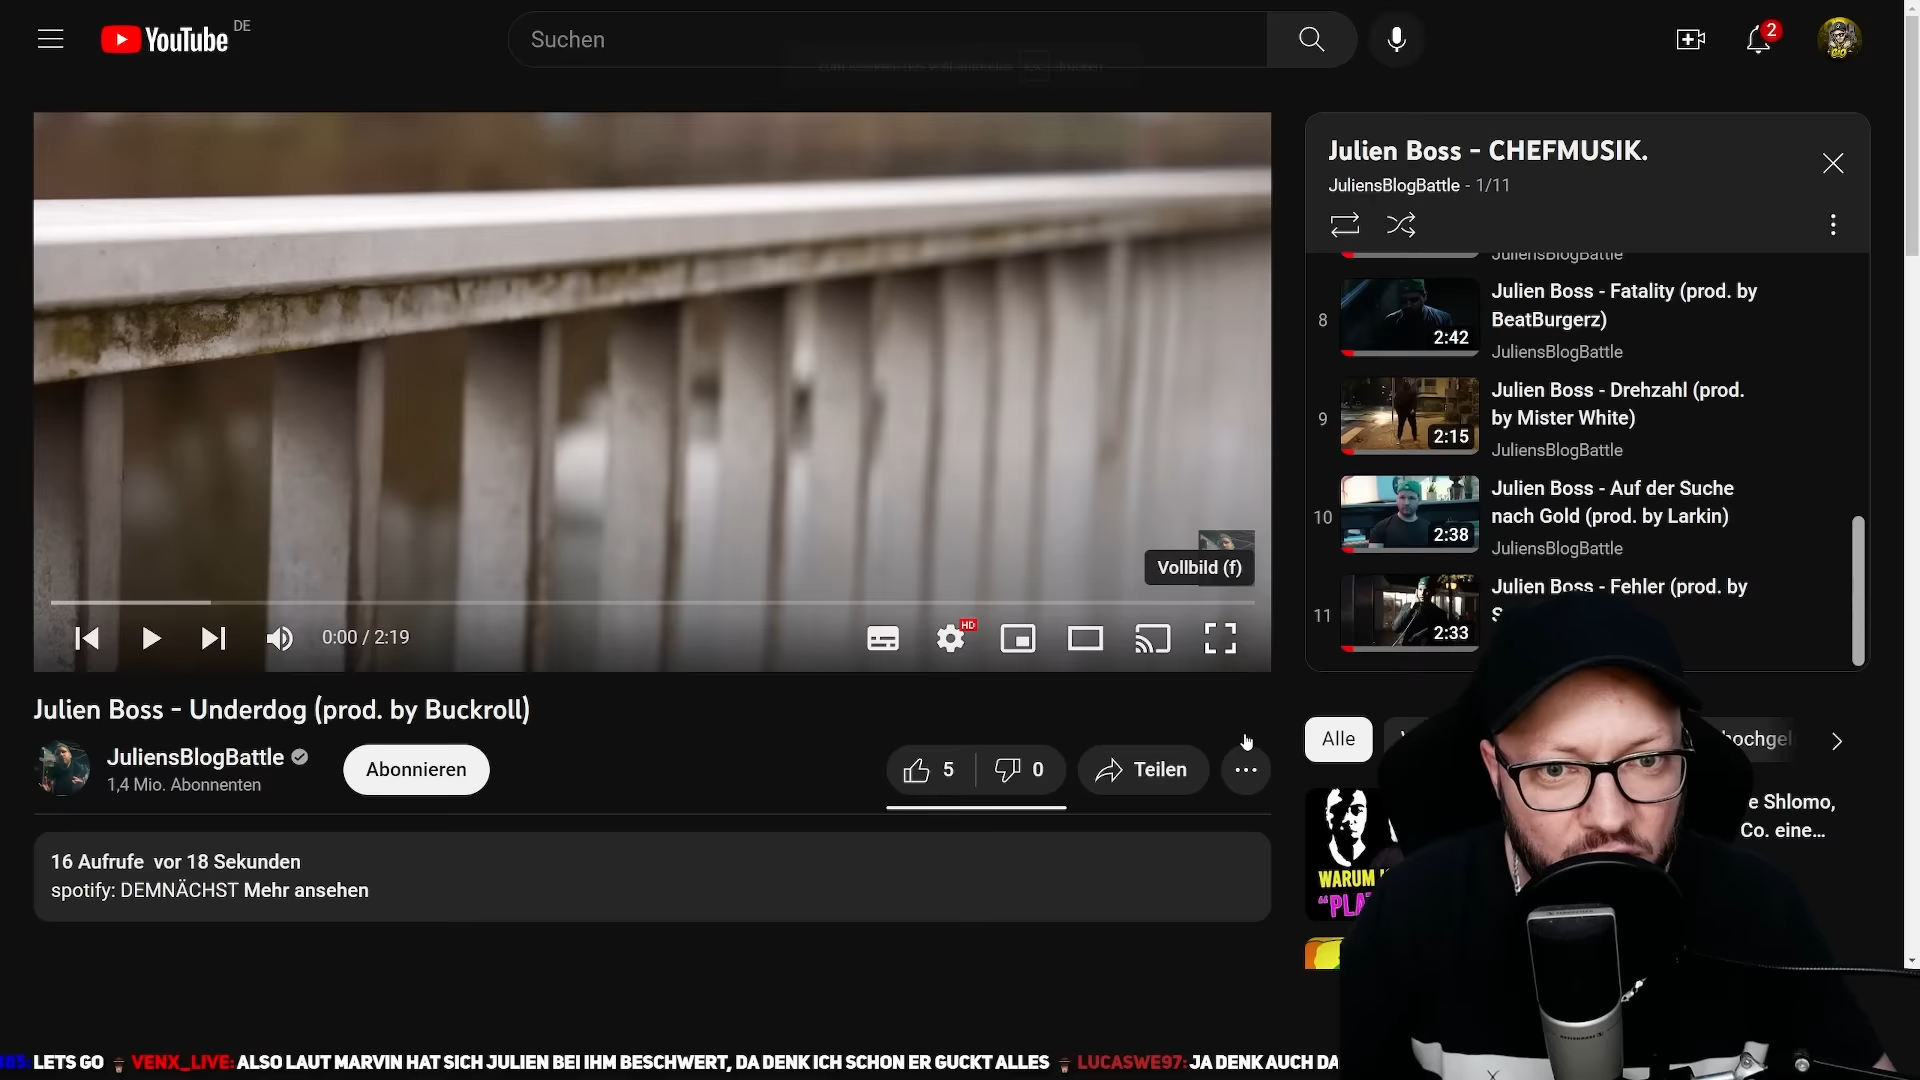 YouTube DE
Suchen
2
Julien Boss - CHEFMUSIK.
JuliensBlogBattle - 1/11
JuliensBlogBattle
8
2:42
Julien Boss - Fatality (prod. by
BeatBurgerz)
JuliensBlogBattle
9
2:15
Julien Boss - Drehzahl (prod.
by Mister White)
JuliensBlogBattle
10
2:38
Julien Boss - Auf der Suche
nach Gold (prod. by Larkin)
JuliensBlogBattle
11
2:33
Julien Boss - Fehler (prod. by
Vollbild (f)
0:00 / 2:19
HD
Julien Boss - Underdog (prod. by Buckroll)
JuliensBlogBattle
1,4 Mio. Abonnenten
Abonnieren
5
0
Teilen
16 Aufrufe vor 18 Sekunden
spotify: DEMNÄCHST Mehr ansehen
Alle
e Shlomo,
Co. eine...
WARUM
LETS GO VENX_LIVE: ALSO LAUT MARVIN HAT SICH JULIEN BEI IHM BESCHWERT, DA DENK ICH SCHON ER GUCKT ALLES LUCASWE97: JA DENK AUCH DA